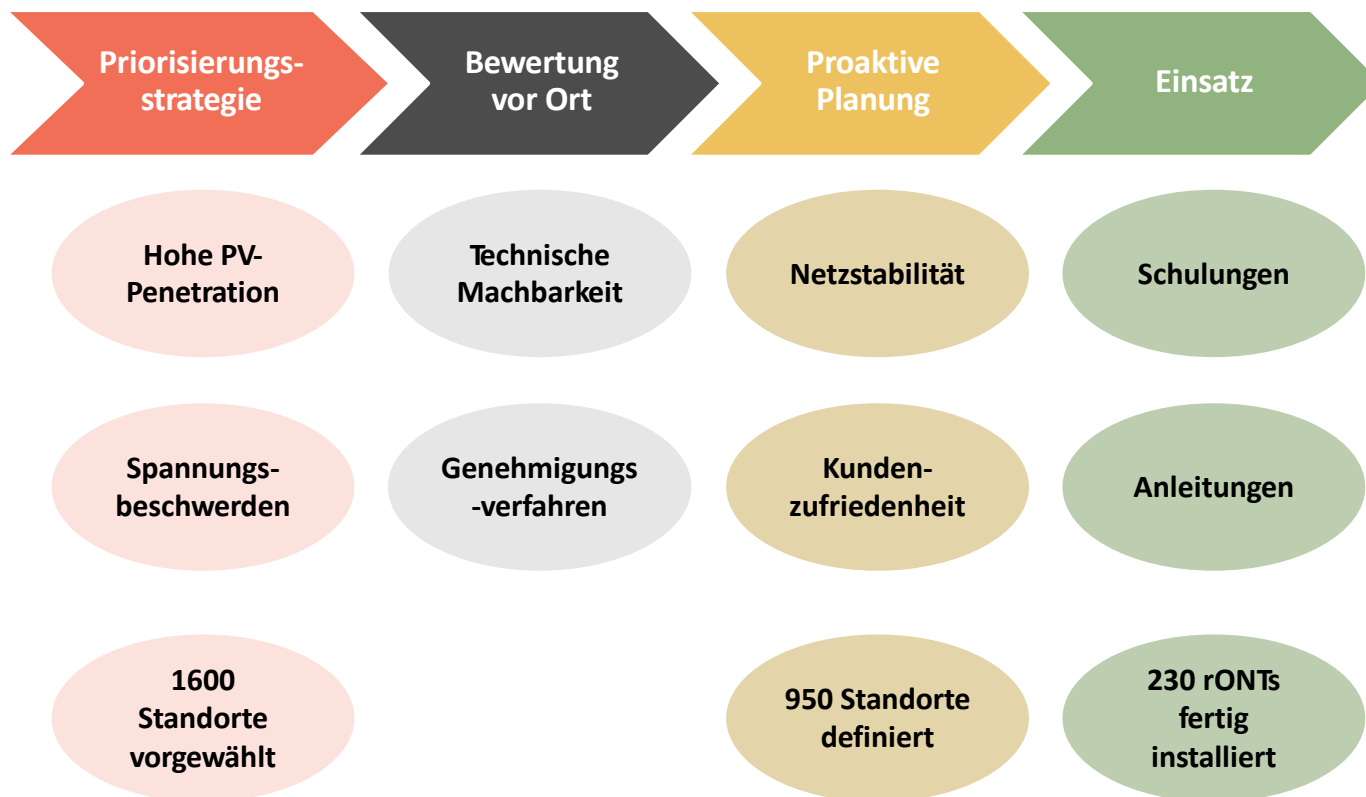 Priorisierungs-
strategie
Bewertung
vor Ort
Proaktive
Planung
Einsatz
Hohe PV-
Penetration
Technische
Machbarkeit
Netzstabilität
Schulungen
Spannungs-
beschwerden
Genehmigungs
-verfahren
Kunden-
zufriedenheit
Anleitungen
1600
Standorte
vorgewählt
950 Standorte
definiert
230 rONTs
fertig
installiert